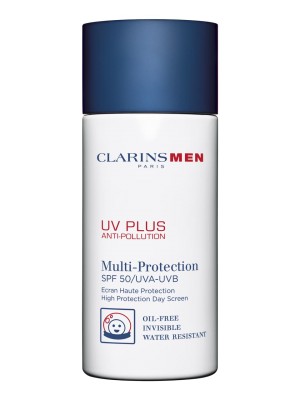 CLARINSMEN
PARIS
UV PLUS
ANTI-POLLUTION
Multi-Protection
SPF 50/UVA-UVB
Ecran Haute Protection
High Protection Day Screen
OIL-FREE
INVISIBLE
WATER RESISTANT